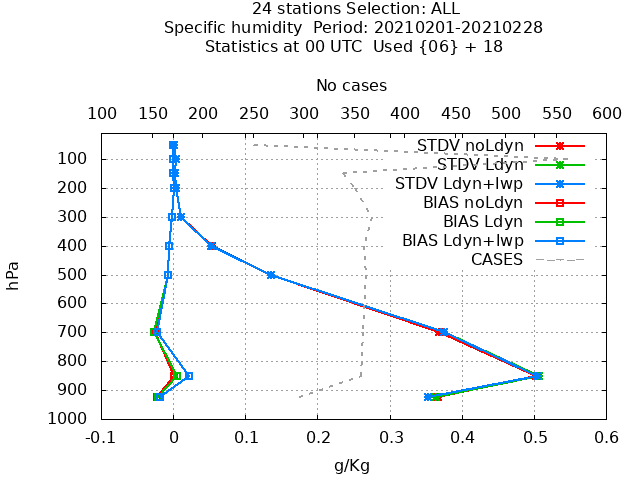 24 stations Selection: ALL
Specific humidity  Period: 20210201-20210228
Statistics at 00 UTC  Used {06} + 18
No cases
100 150 200 250 300 350 400 450 500 550 600
STDV noLdyn
STDV Ldyn
STDV Ldyn+lwp
BIAS noLdyn
BIAS Ldyn
BIAS Ldyn+lwp
CASES
hPa
100
200
300
400
500
600
700
800
900
1000
-0.1 0 0.1 0.2 0.3 0.4 0.5 0.6
g/Kg